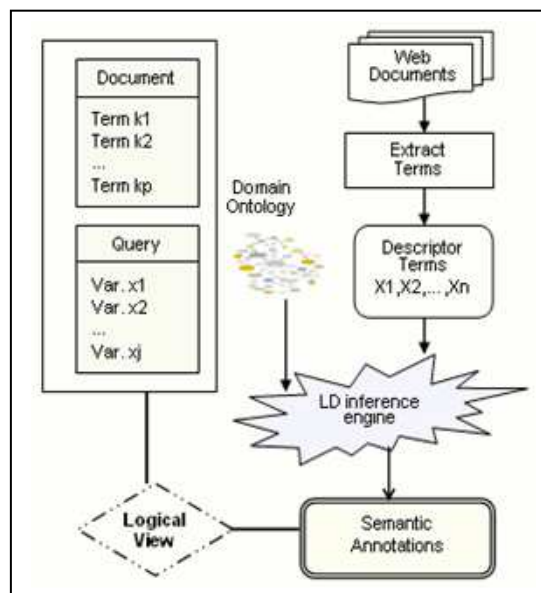 Document
Term k1
Term k2
...
Term kp
Query
Var. x1
Var. x2
...
Var. xj
Domain
Ontology
Web
Documents
Extract
Terms
Descriptor
Terms
X1,X2,... ,Xn
LD inference
engine
Logical
View
Semantic
Annotations